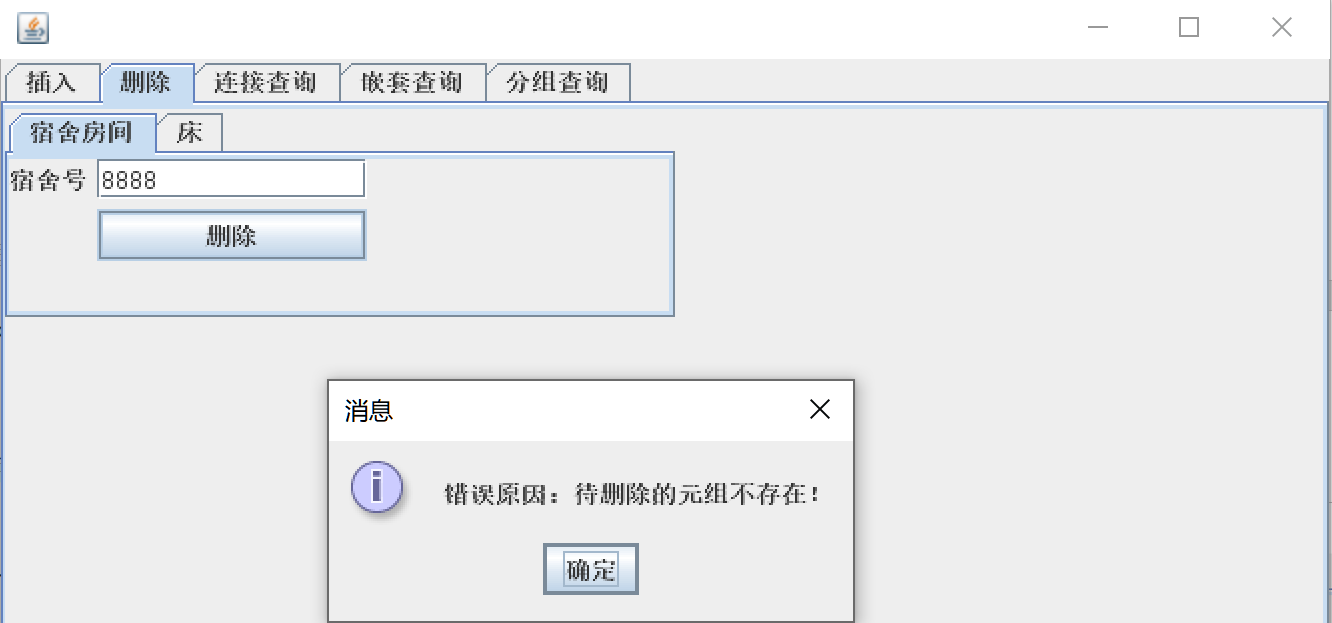 插入 删除 连接查询 嵌套查询 分组查询
宿舍房间 床
宿舍号 8888
删除
消息
错误原因：待删除的元组不存在！
确定